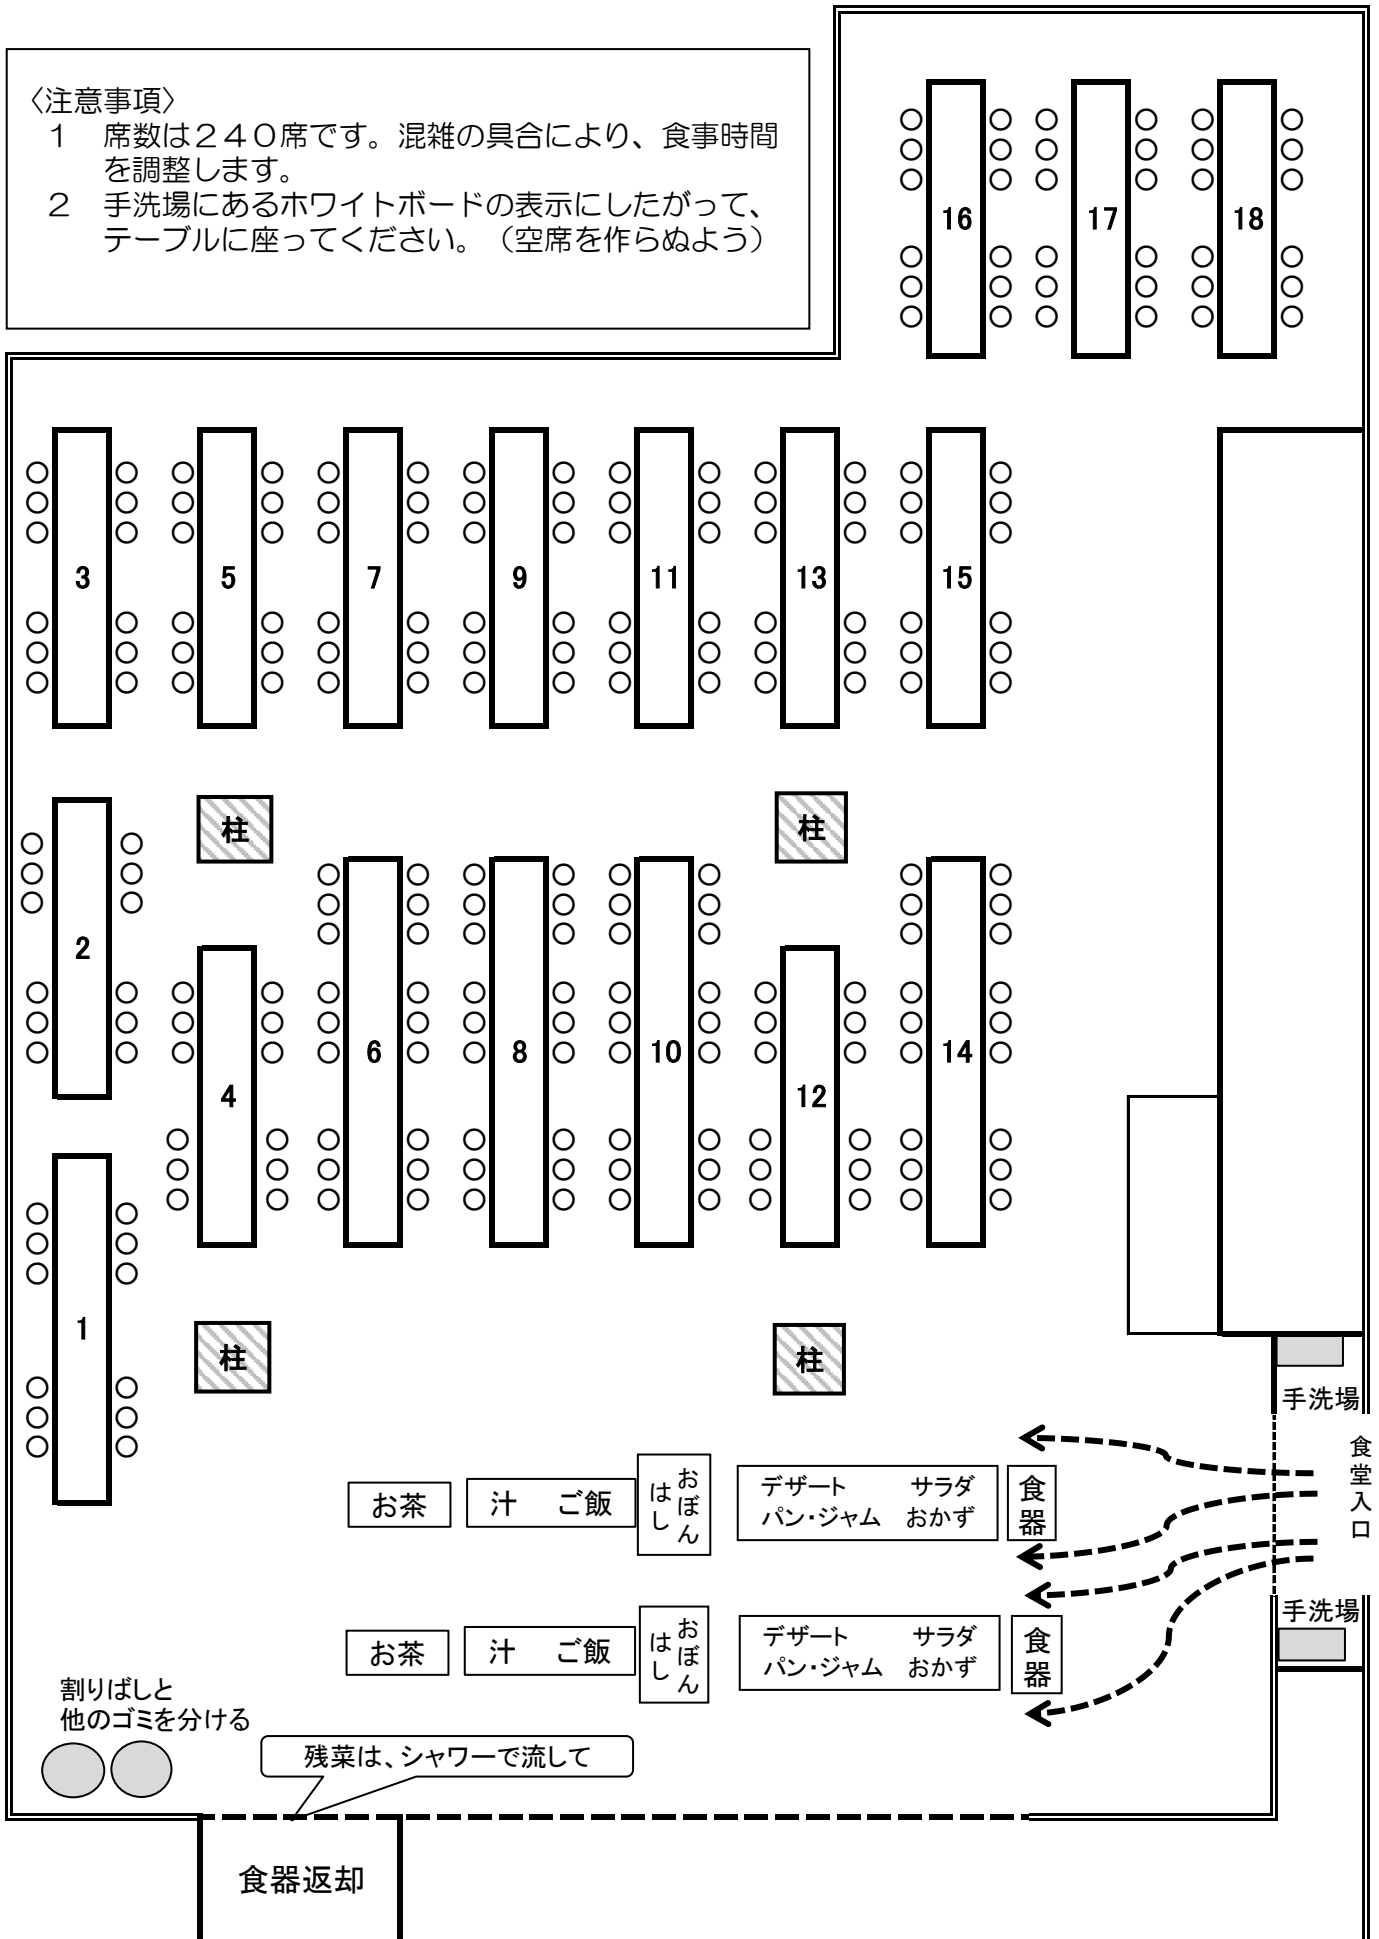 〈注意事項〉
1 席数は240席です。混雑の具合により、食事時間
を調整します。
2 手洗場にあるホワイトボードの表示にしたがって、
テーブルに座ってください。（空席を作らぬよう）
16
17
18
3
5
7
9
11
13
15
柱
柱
2
6
8
10
14
4
12
1
柱
柱
手洗場
食堂入口
お茶
汁 ご飯
おぼん
はし
デザート サラダ
パン・ジャム おかず
食器
手洗場
お茶
汁 ご飯
おぼん
はし
デザート サラダ
パン・ジャム おかず
食器
割りばしと
他のゴミを分ける
残菜は、シャワーで流して
食器返却